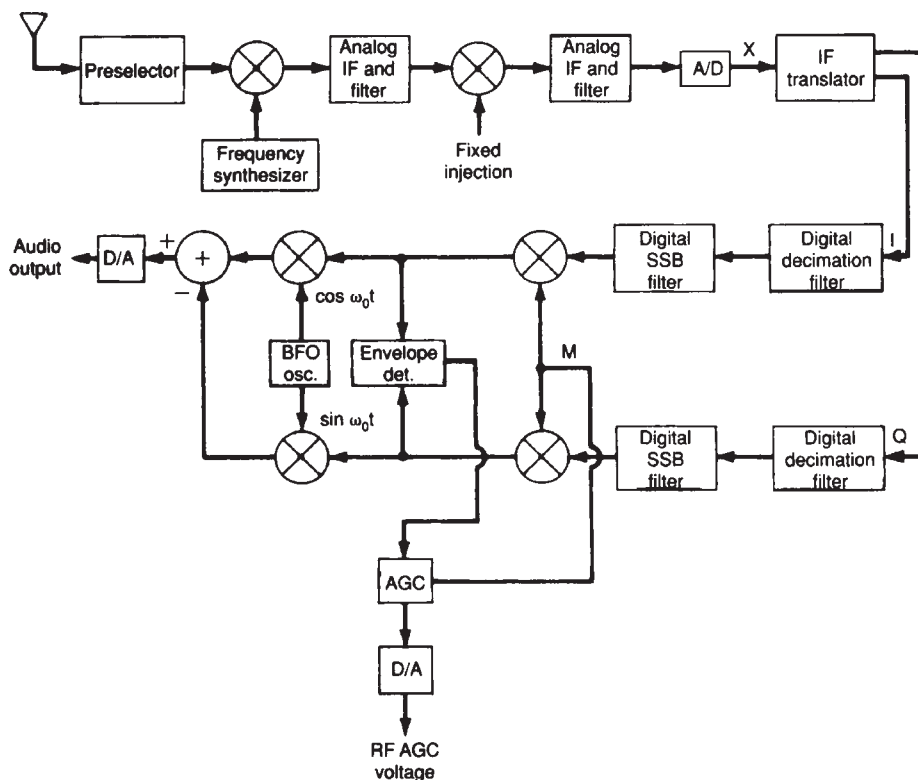 Preselector
Analog
IF and
filter
Analog
IF and
filter
A/D
X
IF
translator
Frequency
synthesizer
Fixed
injection
Audio
output
D/A
+
−
+
cos ω₀t
Digital
SSB
filter
Digital
decimation
filter
I
BFO
osc.
Envelope
det.
M
sin ω₀t
Digital
SSB
filter
Digital
decimation
filter
Q
AGC
D/A
RF AGC
voltage